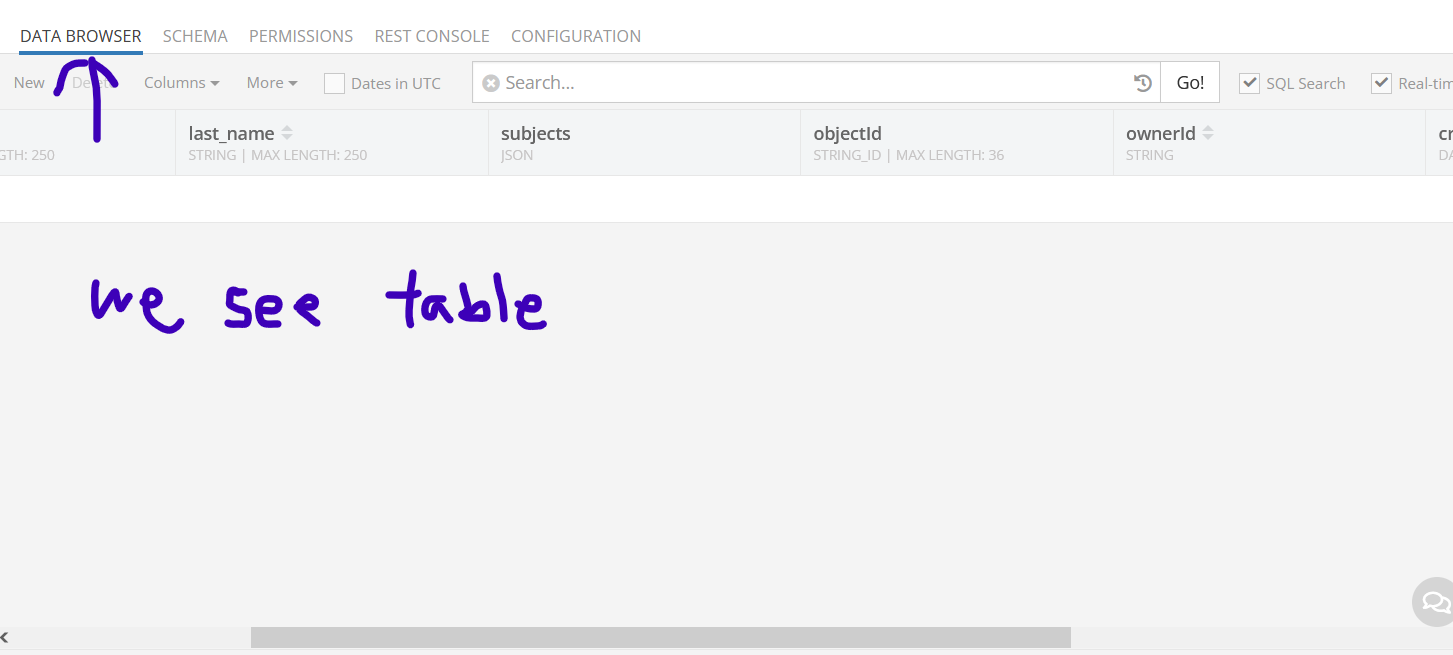 DATA BROWSER SCHEMA PERMISSIONS REST CONSOLE CONFIGURATION
New Delete Columns More Dates in UTC Search... Go! SQL Search Real-tim
last_name subjects objectId ownerId cr
GTH: 250 STRING | MAX LENGTH: 250 JSON STRING_ID | MAX LENGTH: 36 STRING DA
we see table